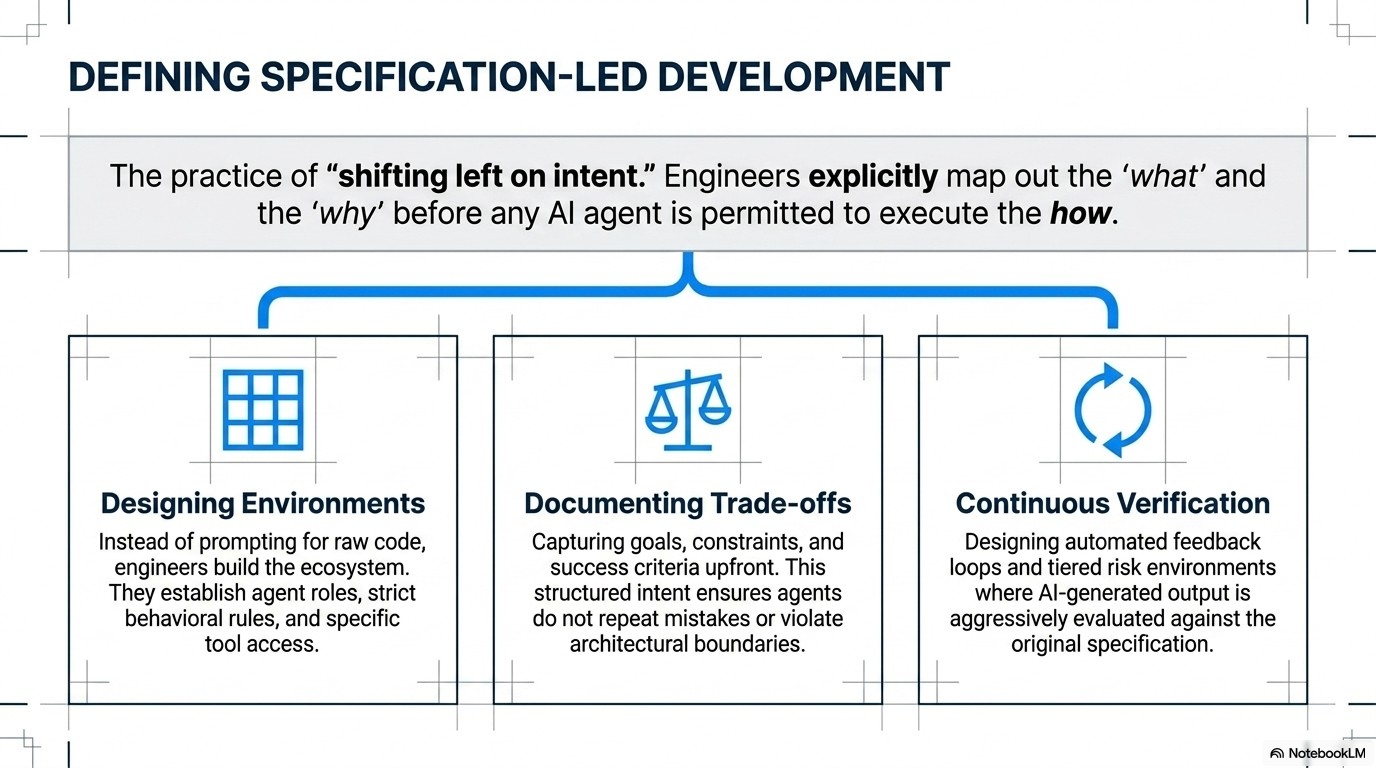 DEFINING SPECIFICATION-LED DEVELOPMENT
The practice of “shifting left on intent.” Engineers explicitly map out the ‘what’ and
the ‘why’ before any AI agent is permitted to execute the how.
Designing Environments
Instead of prompting for raw code,
engineers build the ecosystem.
They establish agent roles, strict
behavioral rules, and specific
tool access.
Documenting Trade-offs
Capturing goals, constraints, and
success criteria upfront. This
structured intent ensures agents
do not repeat mistakes or violate
architectural boundaries.
Continuous Verification
Designing automated feedback
loops and tiered risk environments
where AI-generated output is
aggressively evaluated against the
original specification.
NotebookLM